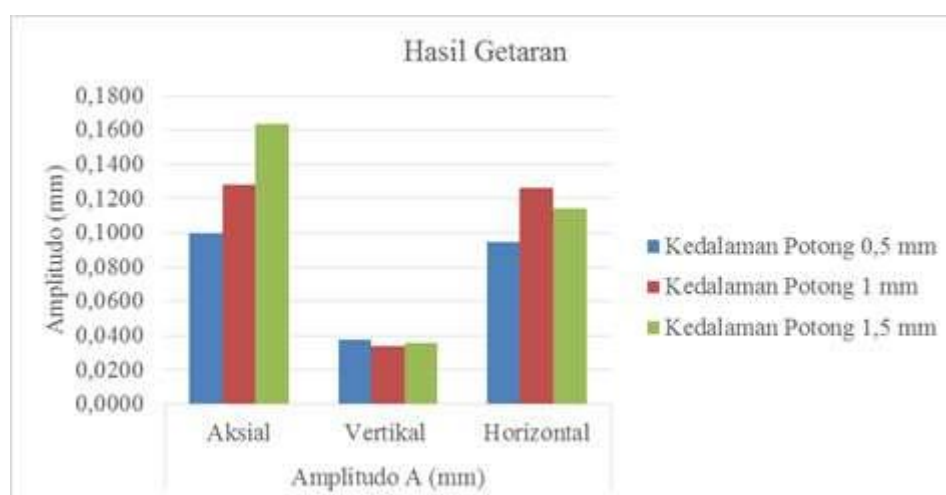 Hasil Getaran
Amplitudo (mm)
0,1800
0,1600
0,1400
0,1200
0,1000
0,0800
0,0600
0,0400
0,0200
0,0000
Aksial
Vertikal
Horizontal
Amplitudo A (mm)
Kedalaman Potong 0,5 mm
Kedalaman Potong 1 mm
Kedalaman Potong 1,5 mm